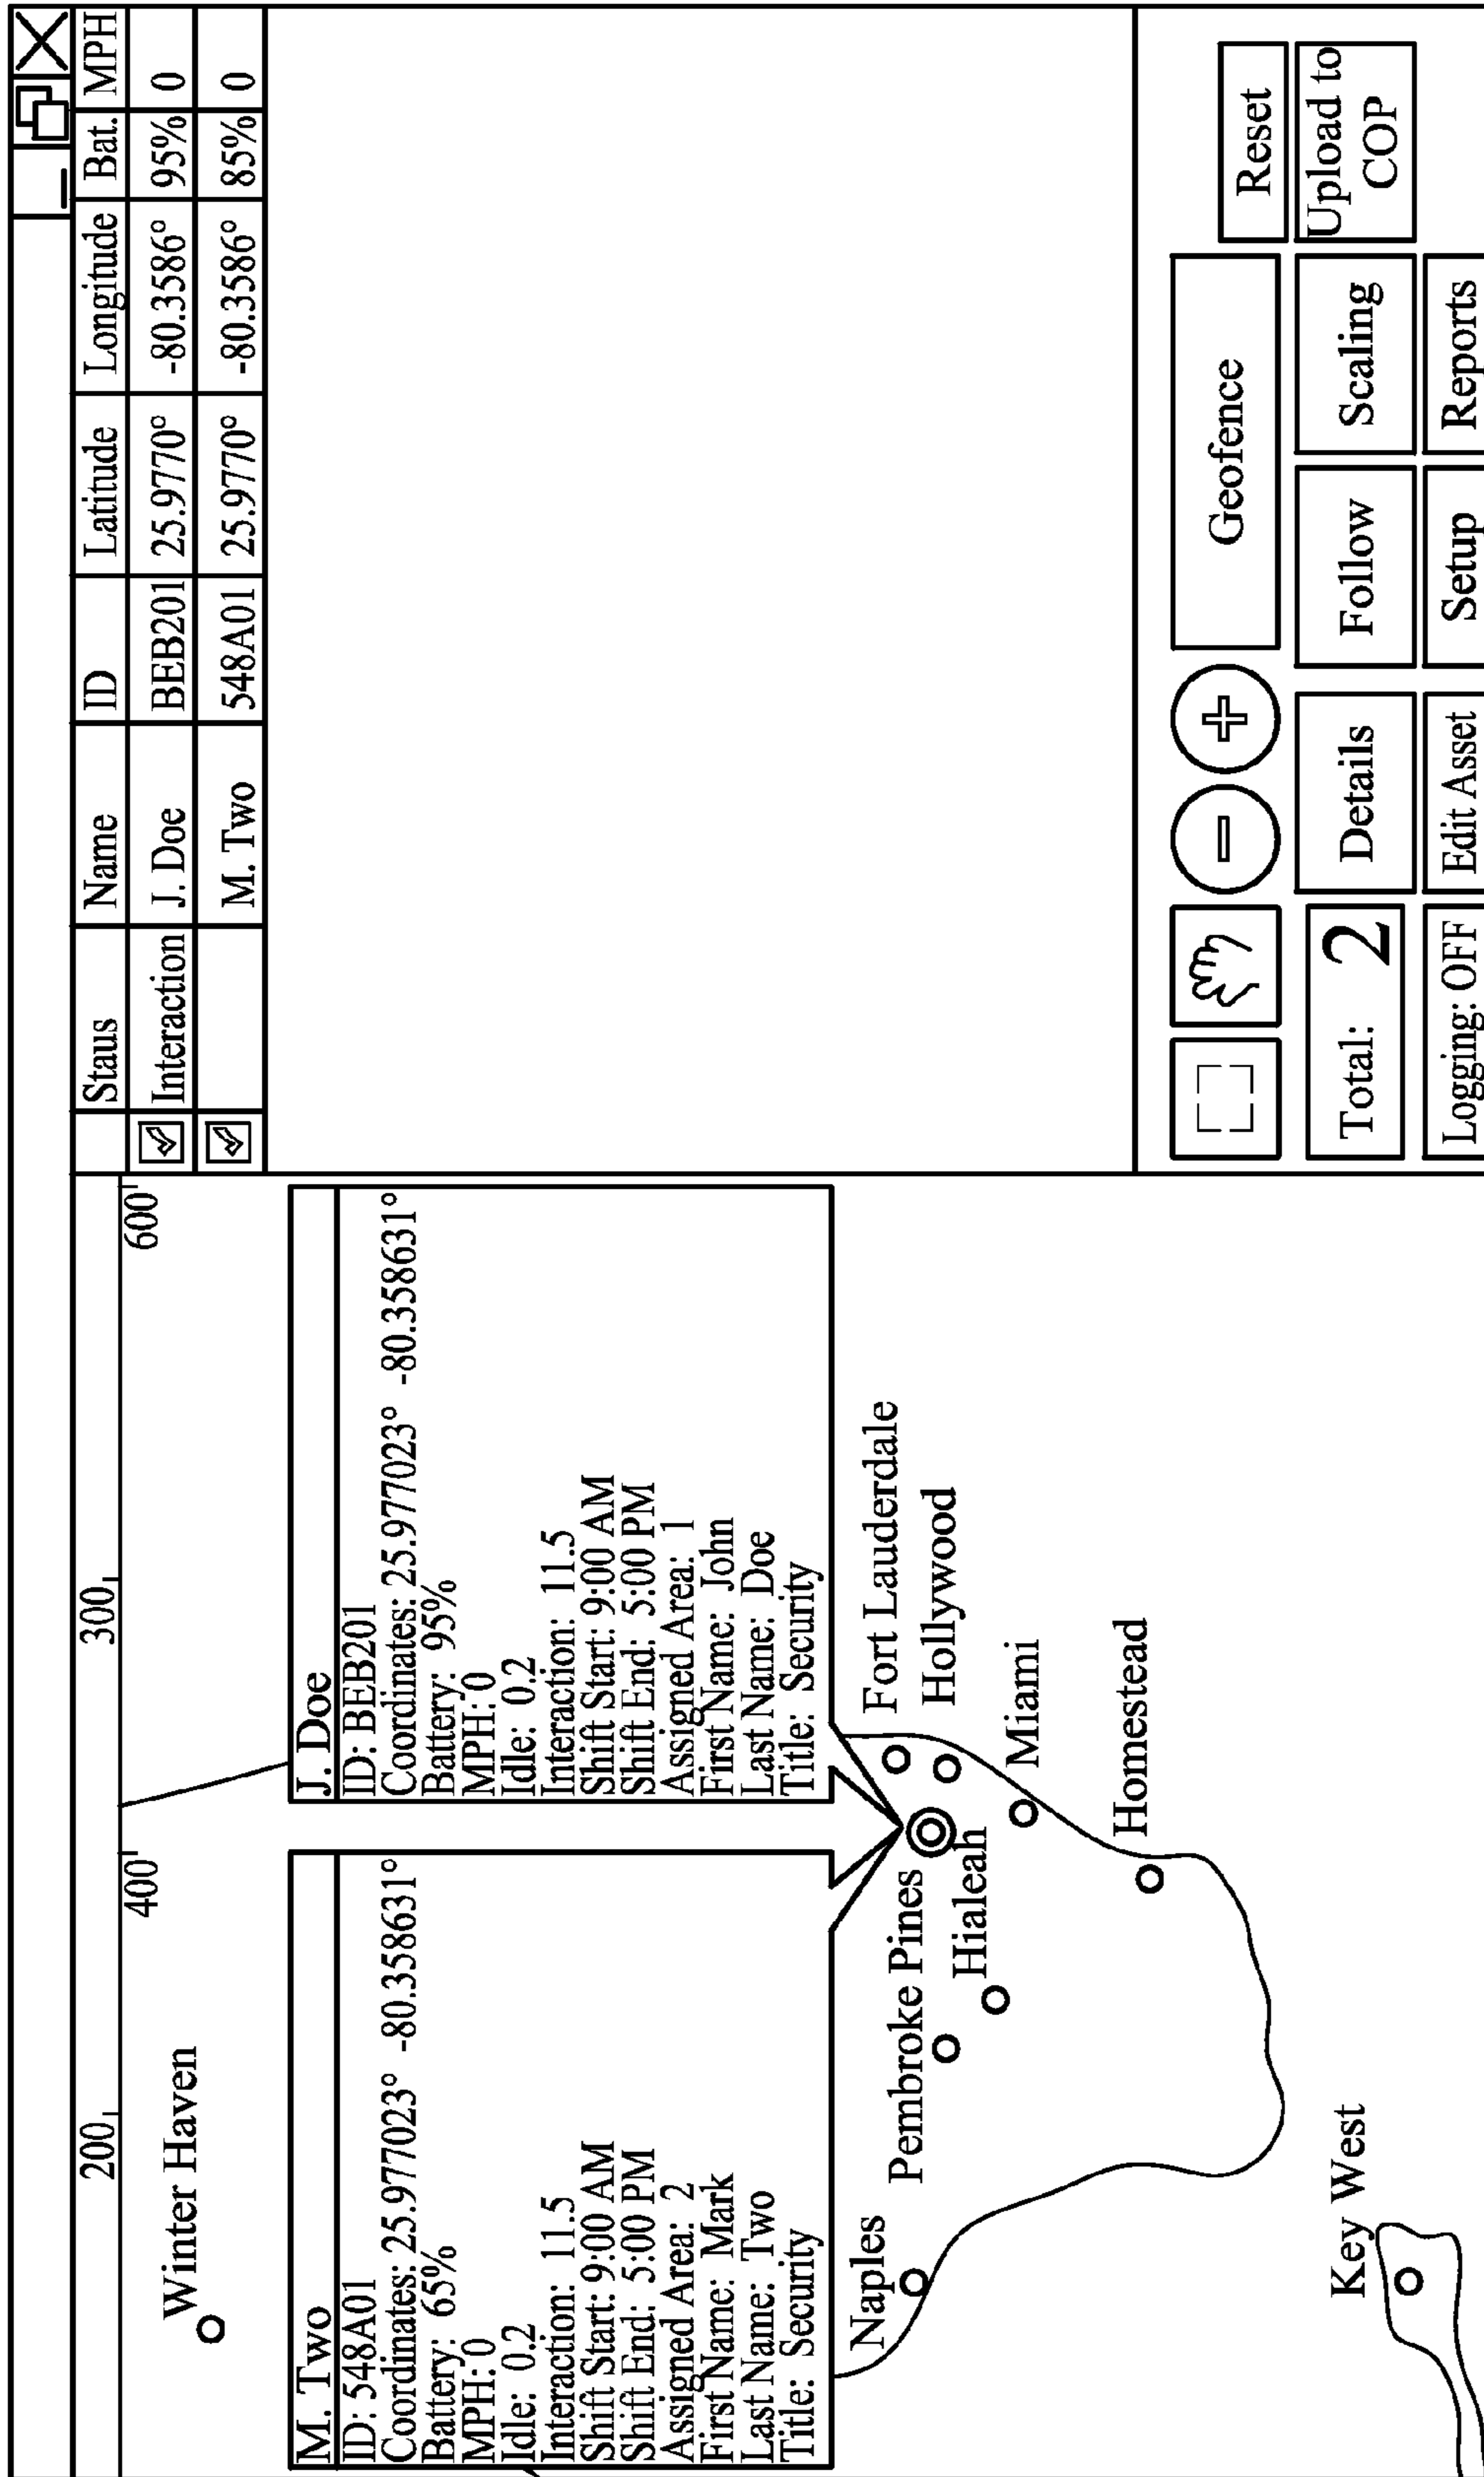 200 400 300 600
Winter Haven
M. Two
ID: 548A01
Coordinates: 25.977023° -80.358631°
Battery: 65%
MPH: 0
Idle: 0.2
Interaction: 11.5
Shift Start: 9:00 AM
Shift End: 5:00 PM
Assigned Area: 2
First Name: Mark
Last Name: Two
Title: Security
J. Doe
ID: BEB201
Coordinates: 25.977023° -80.358631°
Battery: 95%
MPH: 0
Idle: 0.2
Interaction: 11.5
Shift Start: 9:00 AM
Shift End: 5:00 PM
Assigned Area: 1
First Name: John
Last Name: Doe
Title: Security
Naples
Pembroke Pines
Fort Lauderdale
Hollywood
Hialeah
Miami
Homestead
Key West
Staus Name ID Latitude Longitude Bat. MPH
Interaction J. Doe BEB201 25.9770° -80.3586° 95% 0
M. Two 548A01 25.9770° -80.3586° 85% 0
Geofence Reset
Total: 2 Details Follow Scaling Upload to
COP
Logging: OFF Edit Asset Setup Reports